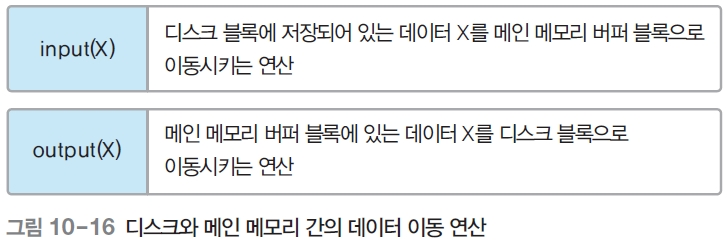 input(X)
디스크 블록에 저장되어 있는 데이터 X를 메인 메모리 버퍼 블록으로
이동시키는 연산
output(X)
메인 메모리 버퍼 블록에 있는 데이터 X를 디스크 블록으로
이동시키는 연산
그림 10-16 디스크와 메인 메모리 간의 데이터 이동 연산